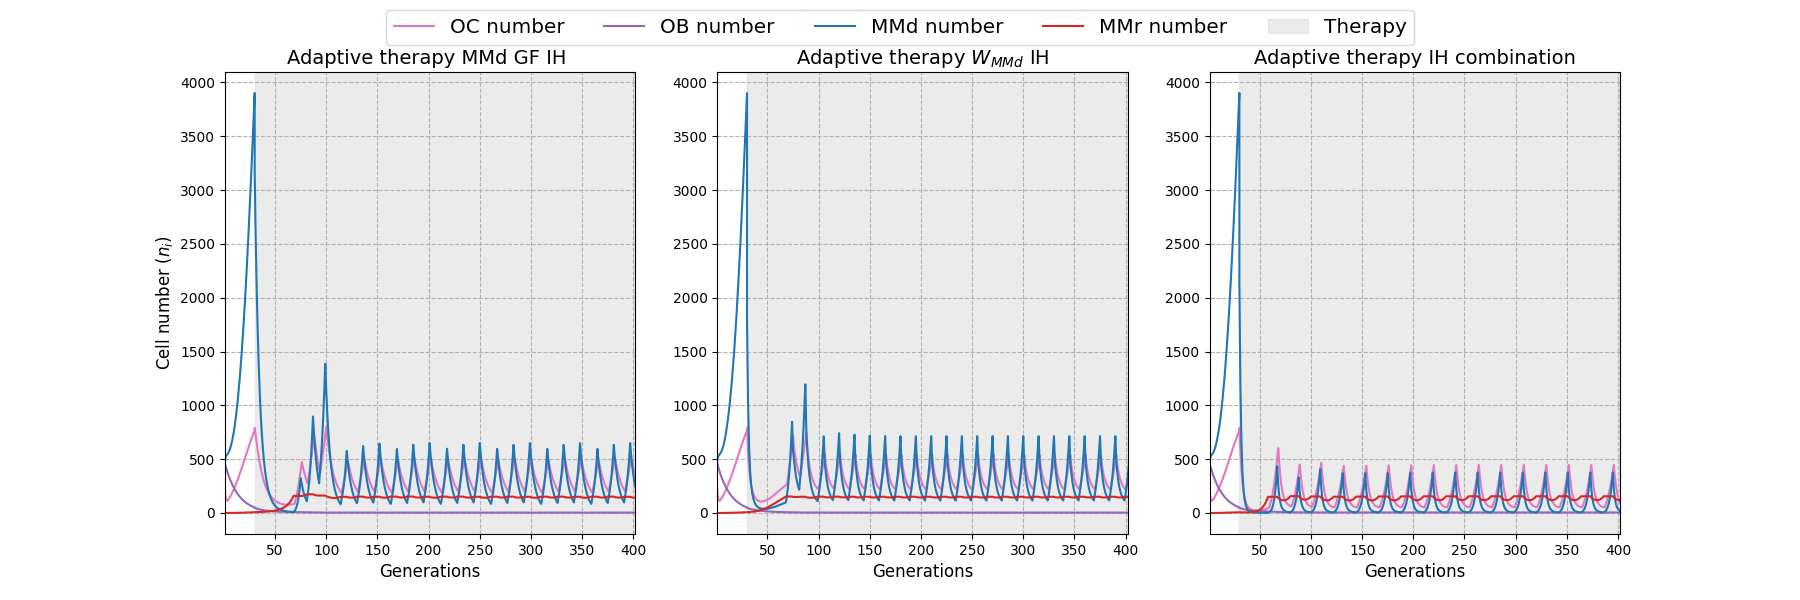 OC number OB number MMd number MMr number Therapy
Adaptive therapy MMd GF IH
Adaptive therapy $W_{MMd}$ IH
Adaptive therapy IH combination
Cell number ($n_i$)
4000
3500
3000
2500
2000
1500
1000
500
0
50 100 150 200 250 300 350 400
Generations
4000
3500
3000
2500
2000
1500
1000
500
0
50 100 150 200 250 300 350 400
Generations
4000
3500
3000
2500
2000
1500
1000
500
0
50 100 150 200 250 300 350 400
Generations